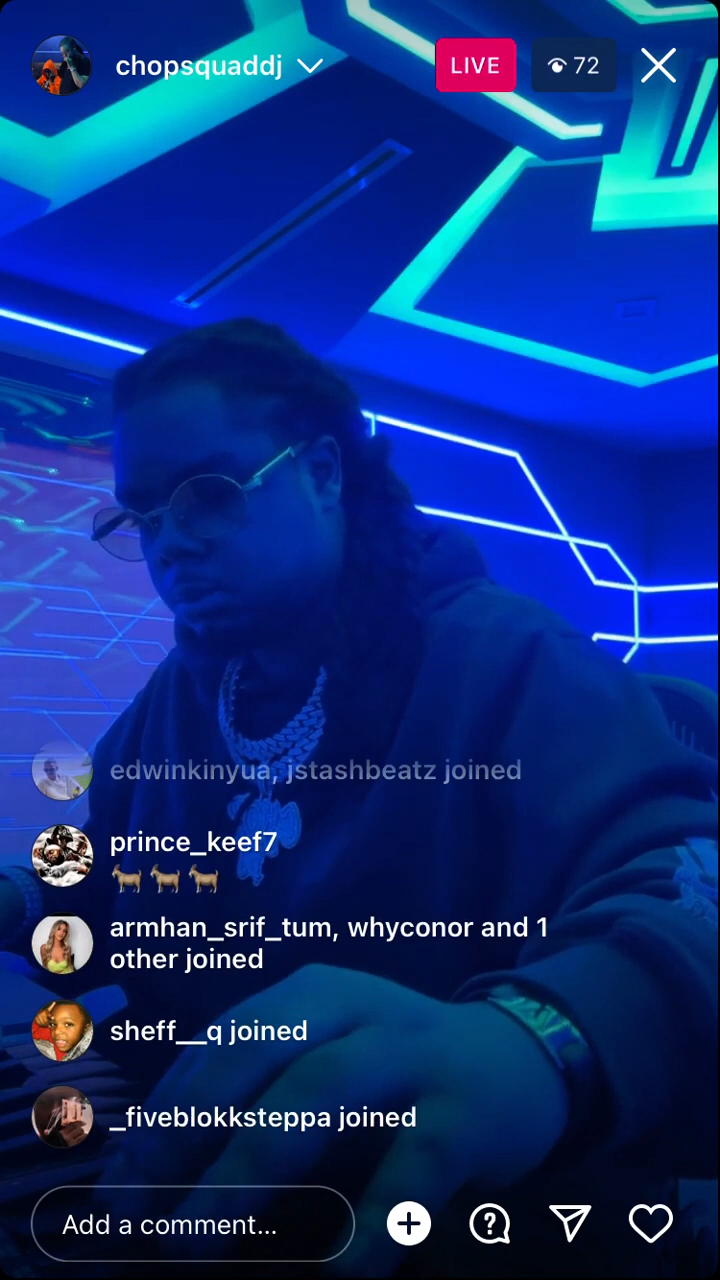 chopsquaddj
LIVE
72
edwinkinyua, jstashbeatz joined
prince_keef7
🐐🐐🐐
armhan_srif_tum, whyconor and 1
other joined
sheff__q joined
_fiveblokksteppa joined
Add a comment...